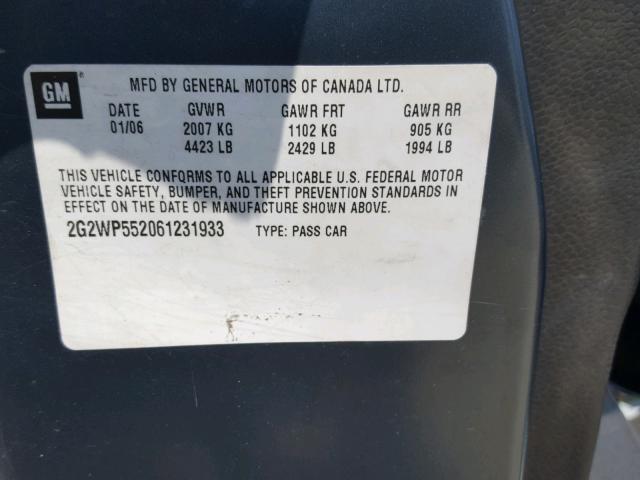 GM ®
MFD BY GENERAL MOTORS OF CANADA LTD.
DATE GVWR GAWR FRT GAWR RR
01/06 2007 KG 1102 KG 905 KG
4423 LB 2429 LB 1994 LB
THIS VEHICLE CONFORMS TO ALL APPLICABLE U.S. FEDERAL MOTOR
VEHICLE SAFETY, BUMPER, AND THEFT PREVENTION STANDARDS IN
EFFECT ON THE DATE OF MANUFACTURE SHOWN ABOVE.
2G2WP552061231933 TYPE: PASS CAR